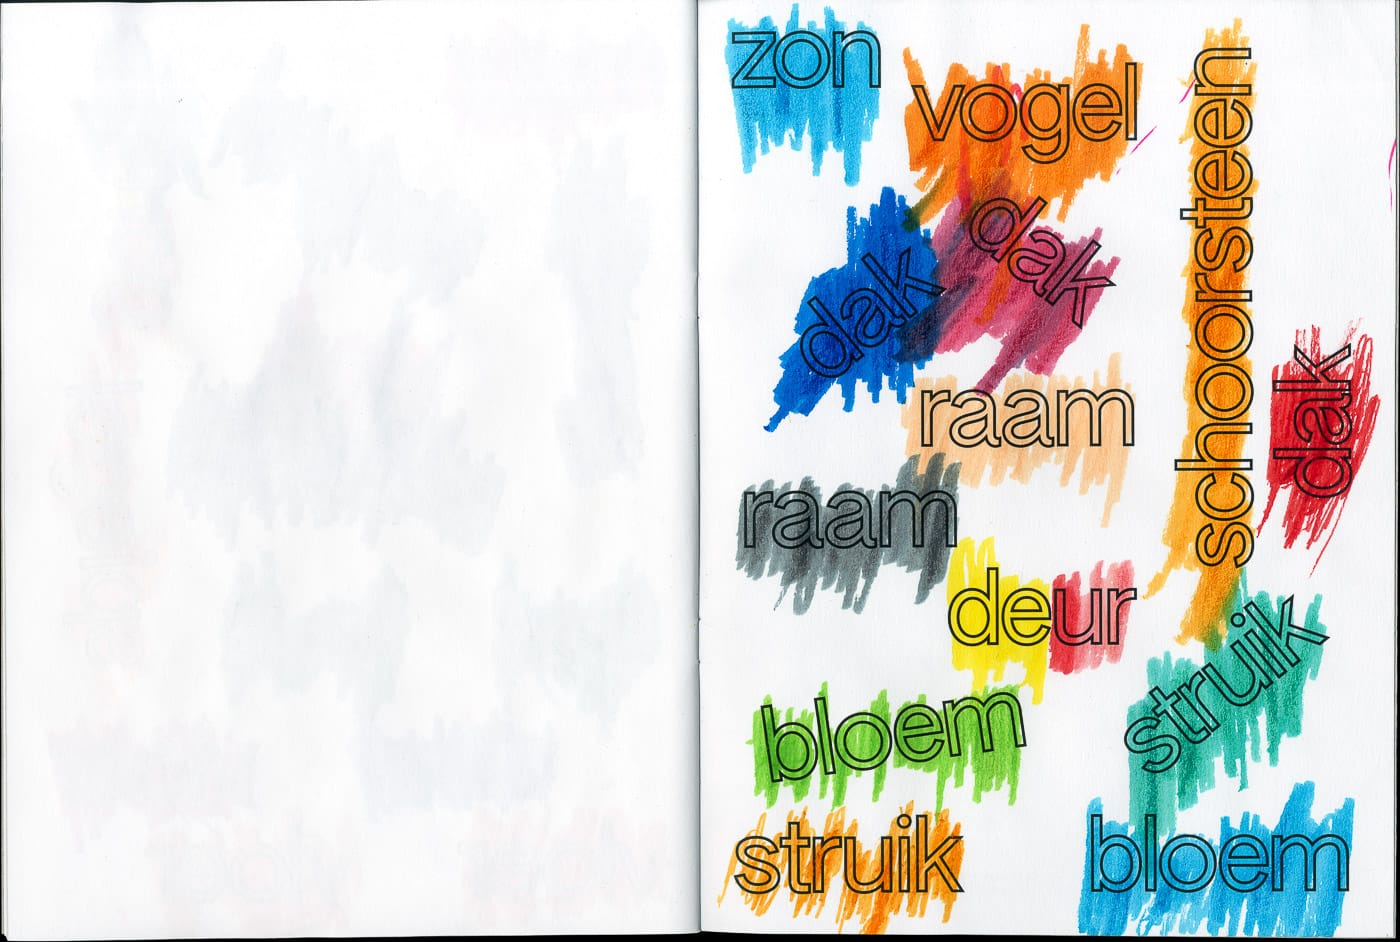 zon
vogel
schoorsteen
dak
dak
dak
raam
raam
deur
struik
bloem
struik
bloem